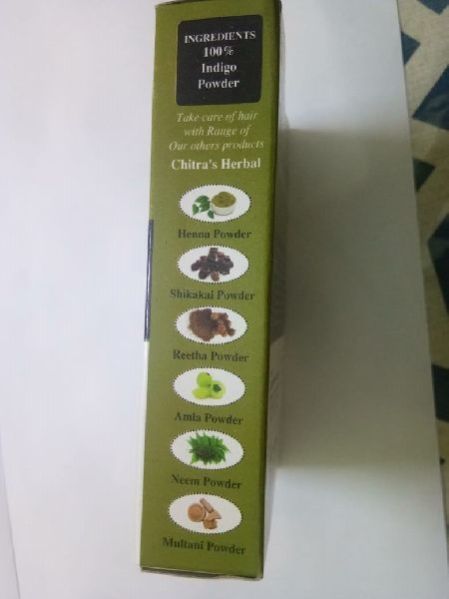 INGREDIENTS
100%
Indigo
Powder
Take care of hair
with Range of
Our others products
Chitra's Herbal
Henna Powder
Shikakai Powder
Reetha Powder
Amla Powder
Neem Powder
Multani Powder